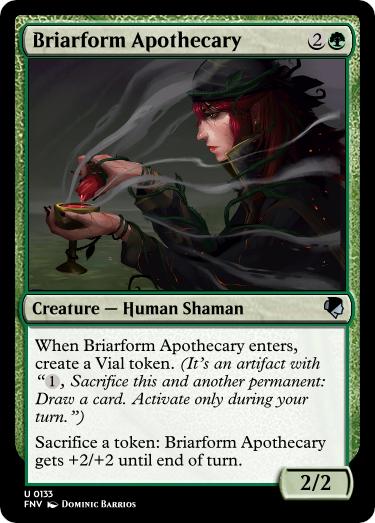 Briarform Apothecary 2
Creature — Human Shaman
When Briarform Apothecary enters,
create a Vial token. (It's an artifact with
“1, Sacrifice this and another permanent:
Draw a card. Activate only during your
turn.”)
Sacrifice a token: Briarform Apothecary
gets +2/+2 until end of turn.
2/2
U 0133
FNV DOMINIC BARRIOS